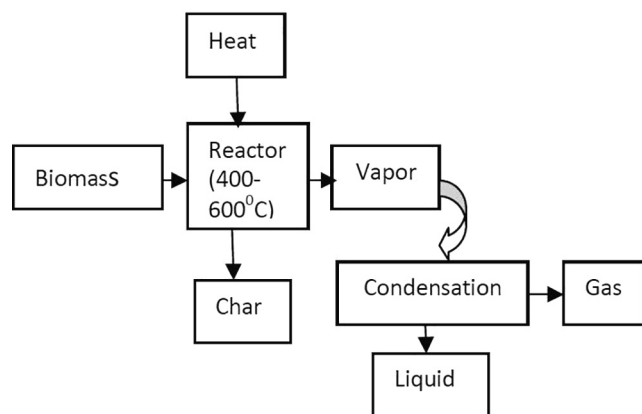 Heat
Biomass
Reactor
(400-
600⁰C)
Vapor
Char
Condensation
Gas
Liquid